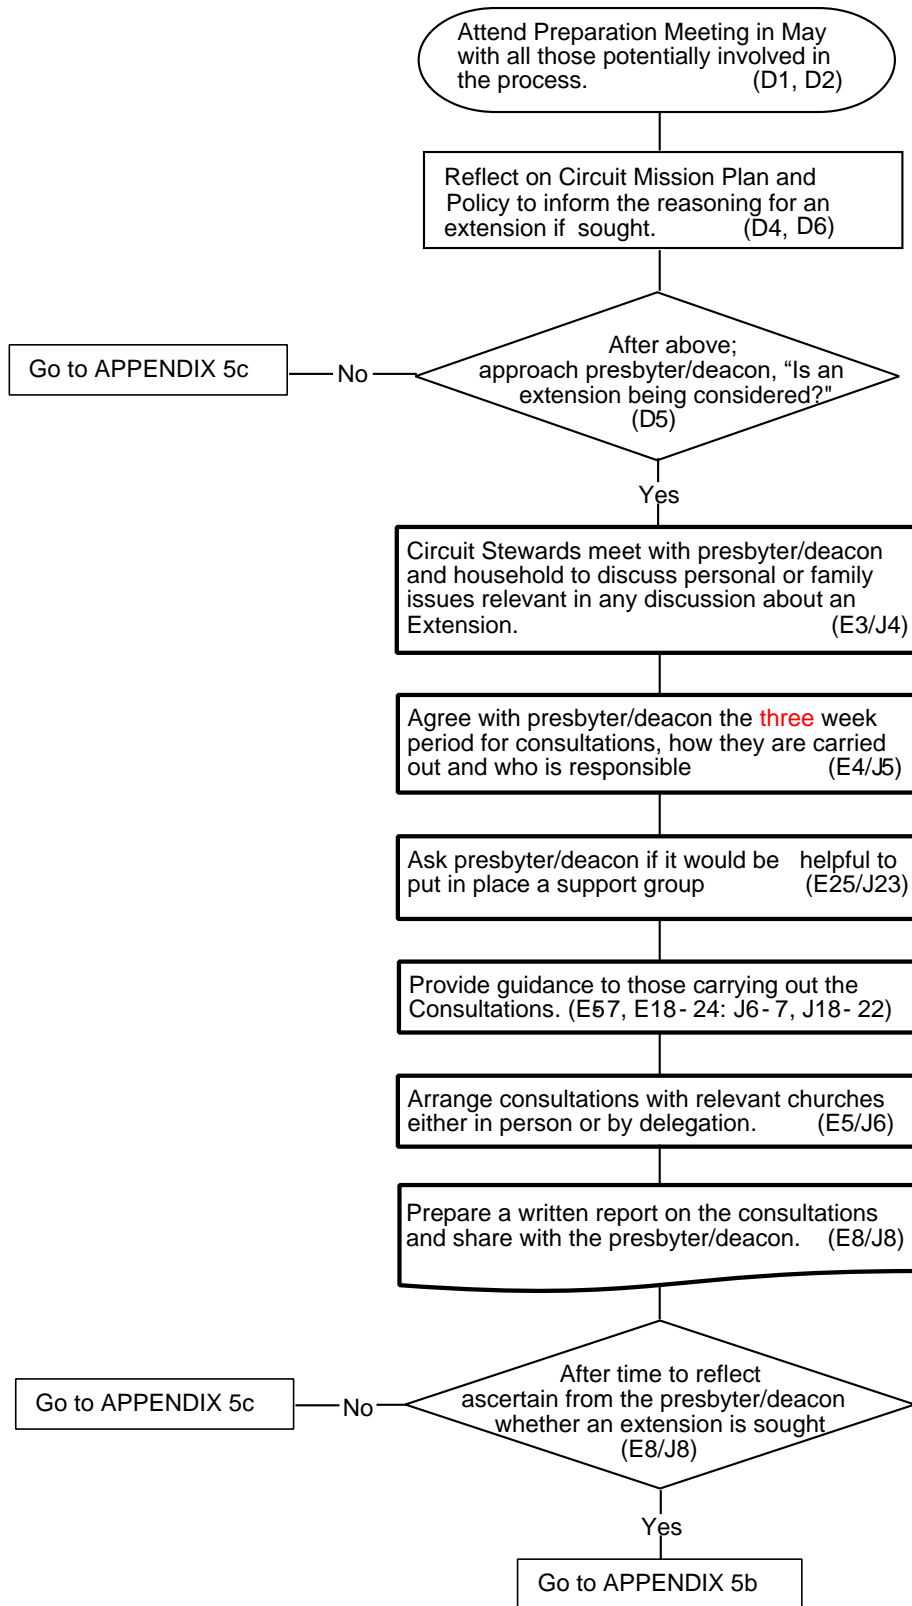 Attend Preparation Meeting in May
with all those potentially involved in
the process. (D1, D2)
Reflect on Circuit Mission Plan and
Policy to inform the reasoning for an
extension if sought. (D4, D6)
After above;
approach presbyter/deacon, “Is an
extension being considered?"
(D5)
No
Go to APPENDIX 5c
Yes
Circuit Stewards meet with presbyter/deacon
and household to discuss personal or family
issues relevant in any discussion about an
Extension. (E3/J4)
Agree with presbyter/deacon the three week
period for consultations, how they are carried
out and who is responsible (E4/J5)
Ask presbyter/deacon if it would be helpful to
put in place a support group (E25/J23)
Provide guidance to those carrying out the
Consultations. (E5-7, E18-24: J6-7, J18-22)
Arrange consultations with relevant churches
either in person or by delegation. (E5/J6)
Prepare a written report on the consultations
and share with the presbyter/deacon. (E8/J8)
After time to reflect
ascertain from the presbyter/deacon
whether an extension is sought
(E8/J8)
No
Go to APPENDIX 5c
Yes
Go to APPENDIX 5b